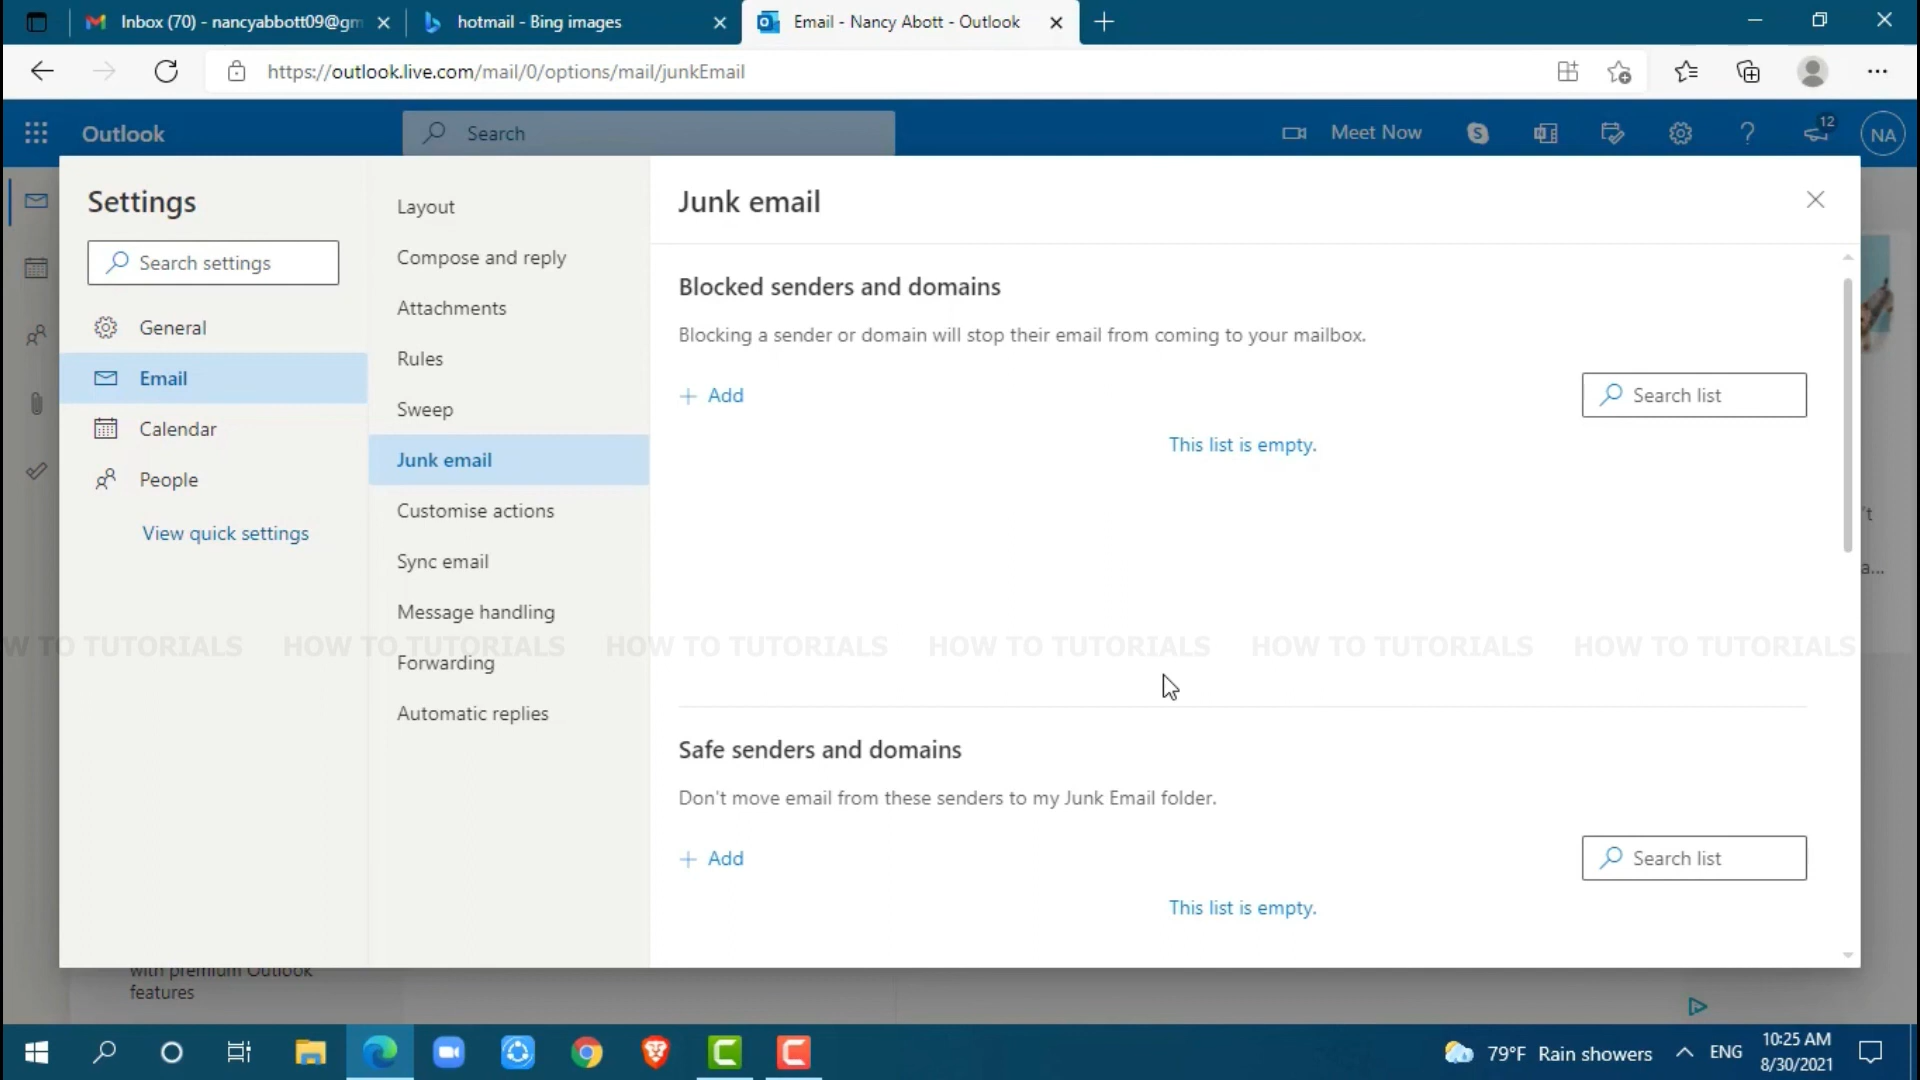 Inbox (70) - nancyabbott09@gm
hotmail - Bing images
Email - Nancy Abott - Outlook
https://outlook.live.com/mail/0/options/mail/junkEmail
Outlook
Search
Meet Now
12
NA
Settings
Search settings
General
Email
Calendar
People
View quick settings
Layout
Compose and reply
Attachments
Rules
Sweep
Junk email
Customise actions
Sync email
Message handling
Forwarding
Automatic replies
Junk email
Blocked senders and domains
Blocking a sender or domain will stop their email from coming to your mailbox.
Add
Search list
This list is empty.
't
a...
W TO TUTORIALS HOW TO TUTORIALS HOW TO TUTORIALS HOW TO TUTORIALS HOW TO TUTORIALS HOW TO TUTORIALS
Safe senders and domains
Don't move email from these senders to my Junk Email folder.
Add
Search list
This list is empty.
with premium Outlook
features
79°F Rain showers
ENG
10:25 AM
8/30/2021